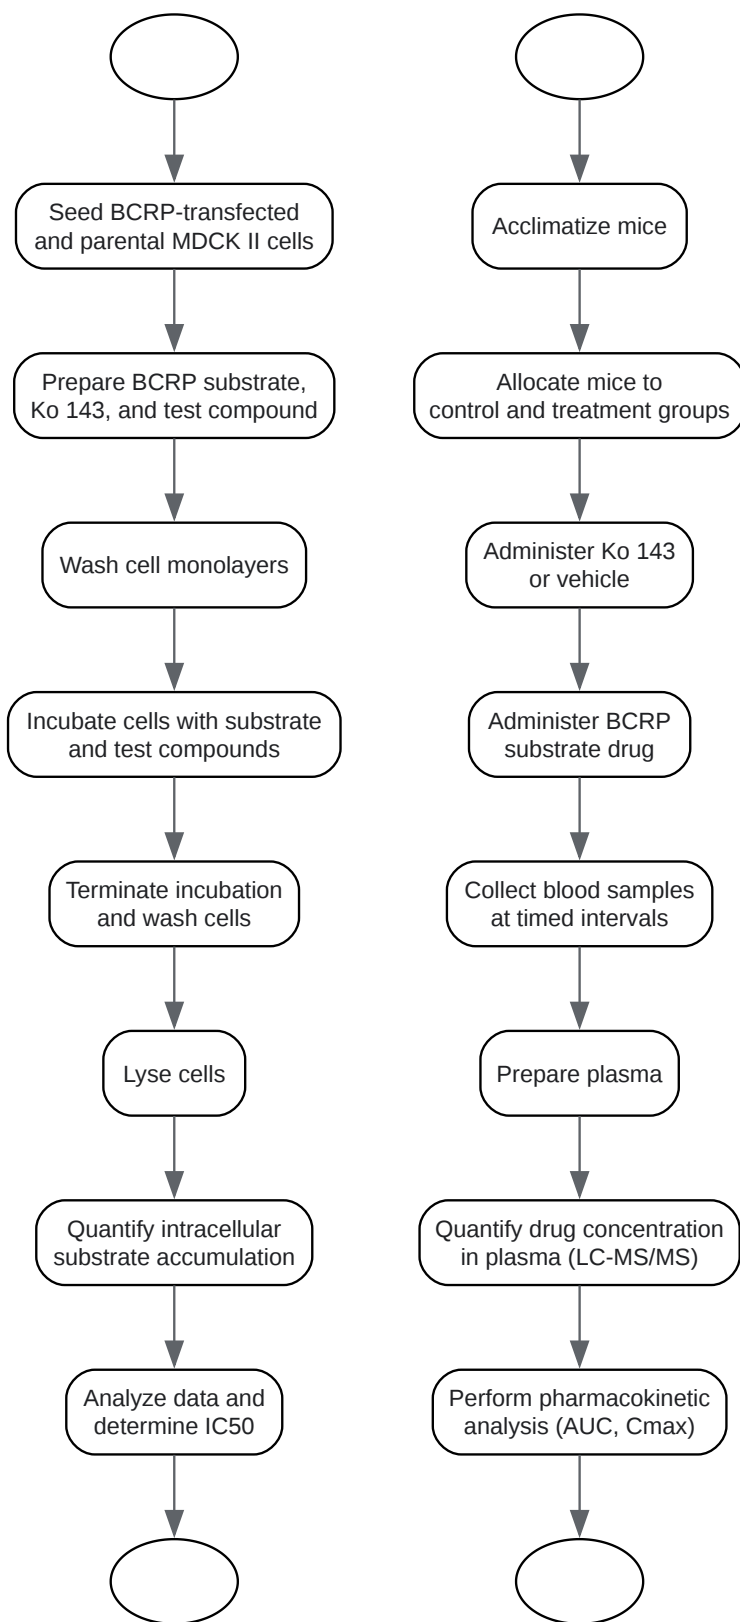 Seed BCRP-transfected
and parental MDCK II cells
Prepare BCRP substrate,
Ko 143, and test compound
Wash cell monolayers
Incubate cells with substrate
and test compounds
Terminate incubation
and wash cells
Lyse cells
Quantify intracellular
substrate accumulation
Analyze data and
determine IC50
Acclimatize mice
Allocate mice to
control and treatment groups
Administer Ko 143
or vehicle
Administer BCRP
substrate drug
Collect blood samples
at timed intervals
Prepare plasma
Quantify drug concentration
in plasma (LC-MS/MS)
Perform pharmacokinetic
analysis (AUC, Cmax)